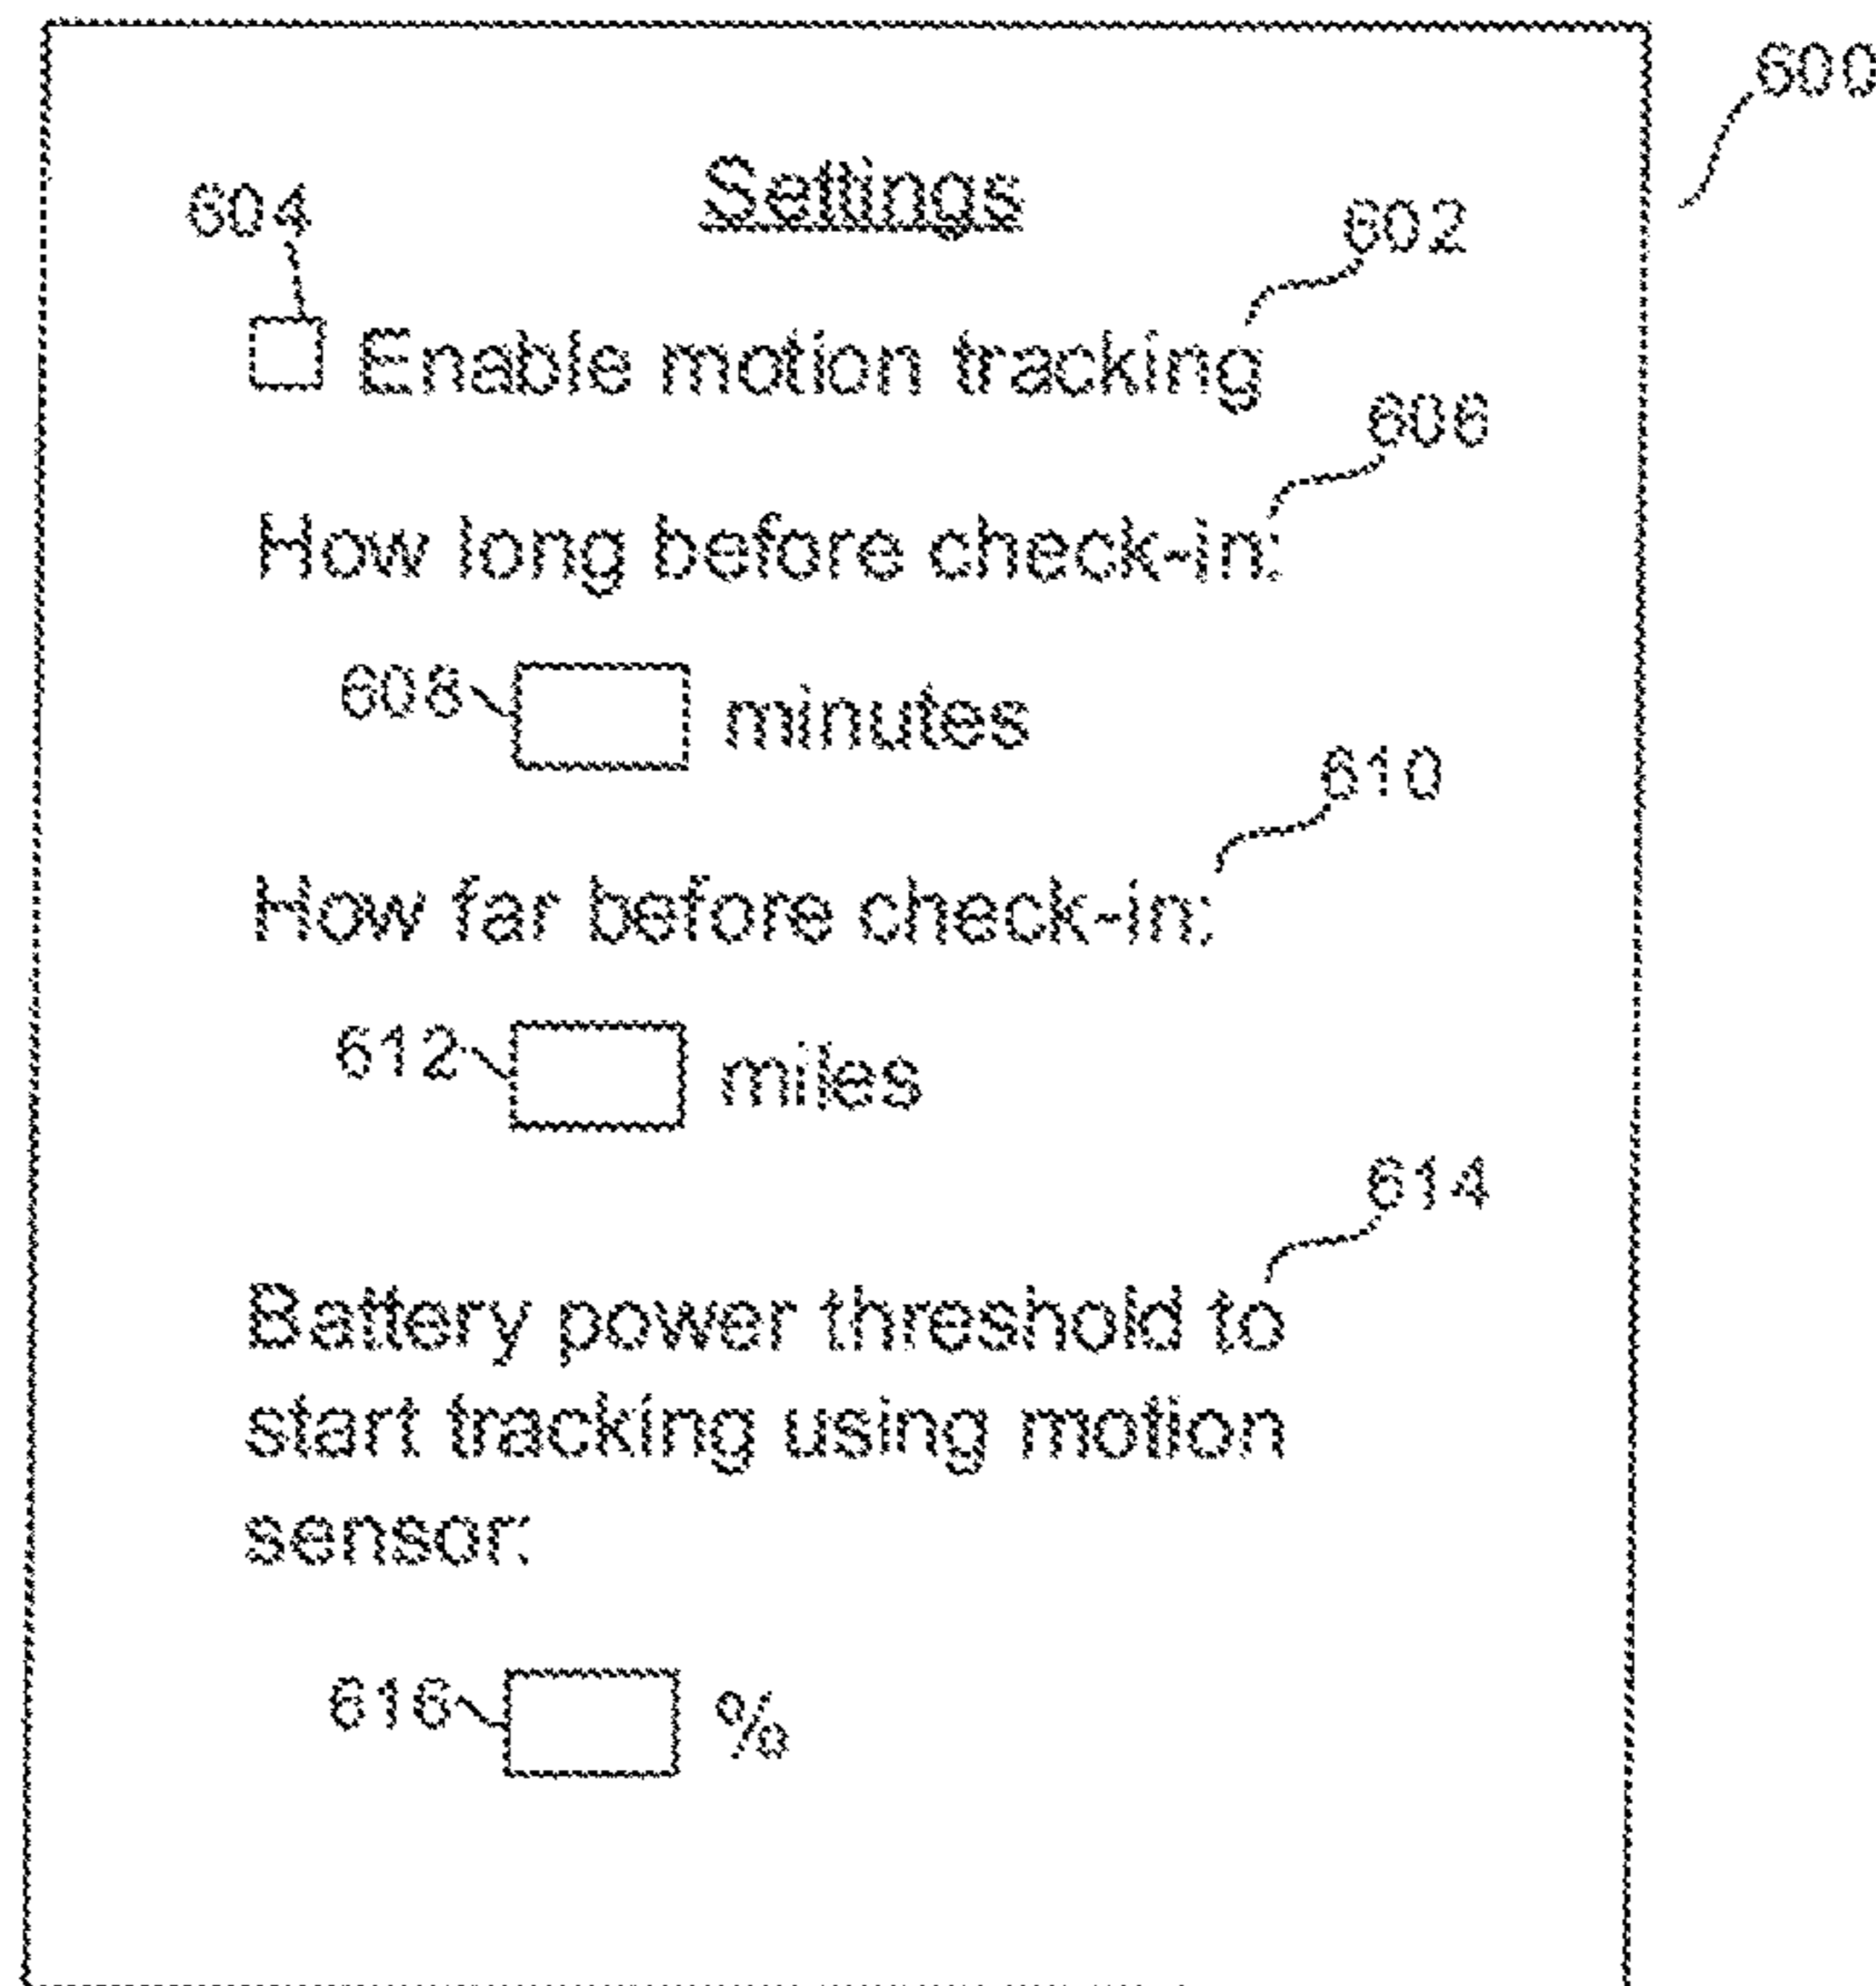 600
Settings
604
602
Enable motion tracking
606
How long before check-in:
608 minutes
610
How far before check-in:
612 miles
614
Battery power threshold to
start tracking using motion
sensor:
616 %